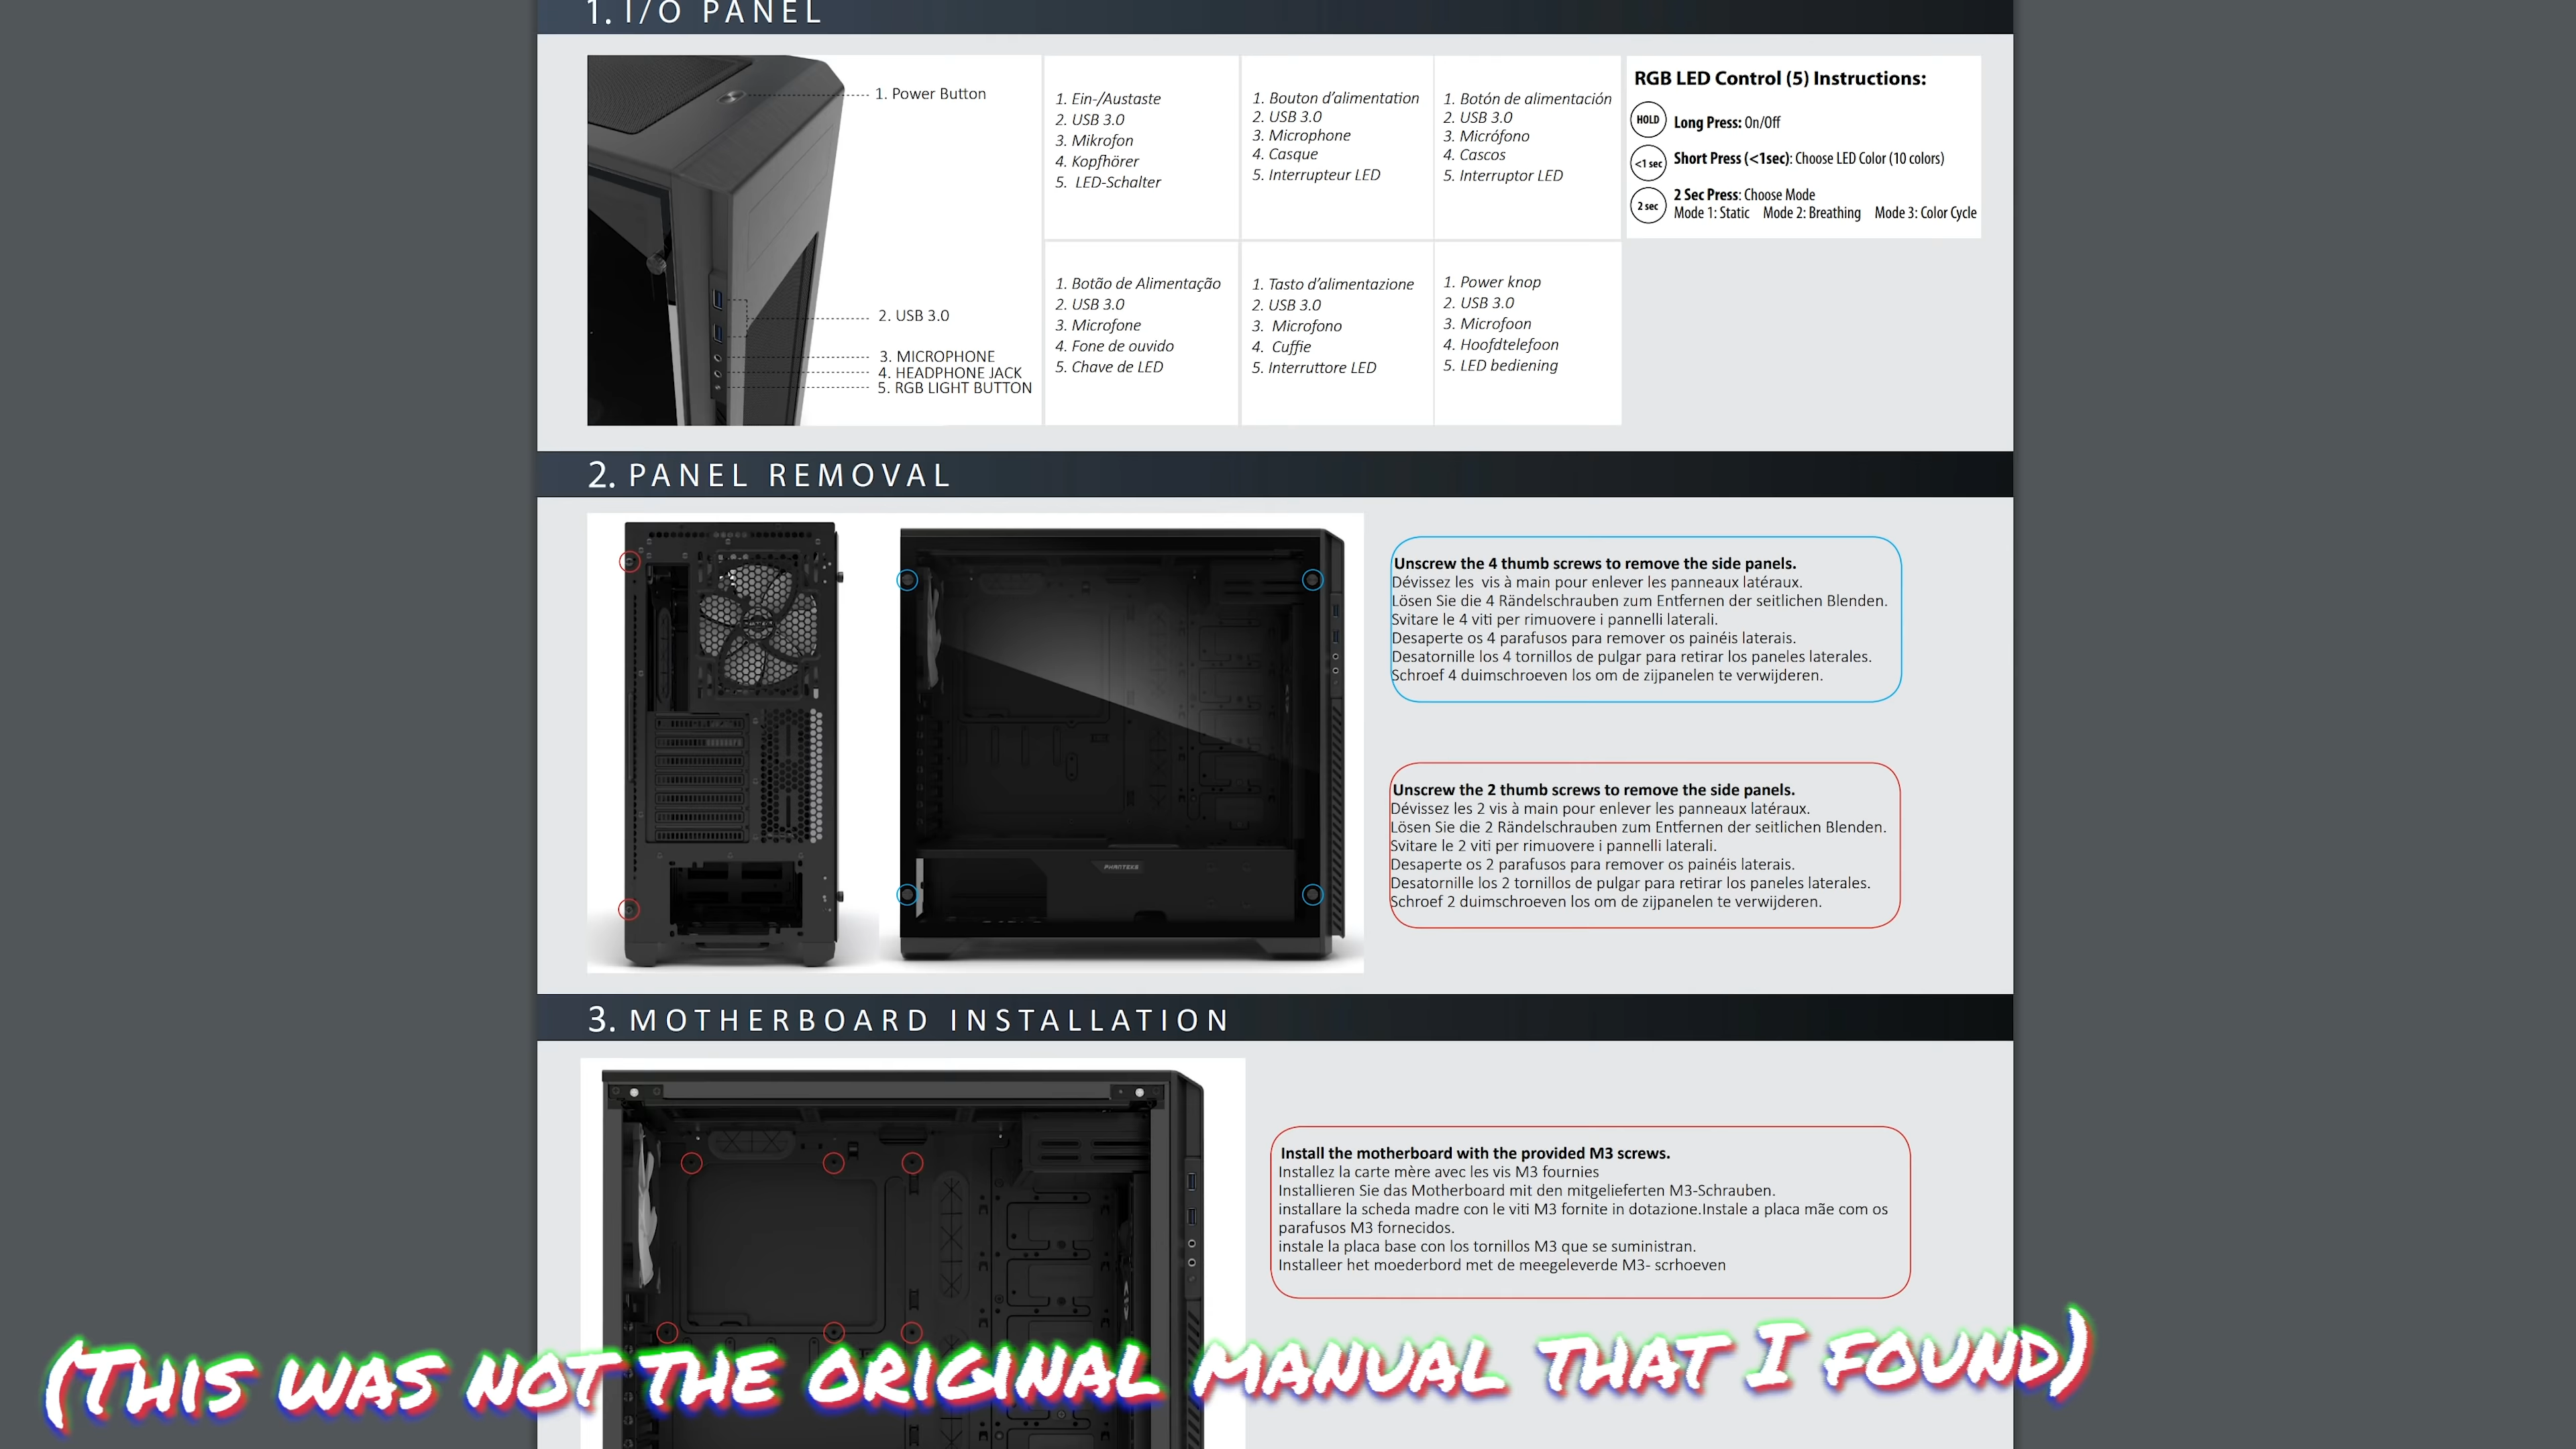 1. I/O PANEL
1. Power Button
2. USB 3.0
3. MICROPHONE
4. HEADPHONE JACK
5. RGB LIGHT BUTTON
1. Ein-/Austaste
2. USB 3.0
3. Mikrofon
4. Kopfhörer
5. LED-Schalter
1. Bouton d'alimentation
2. USB 3.0
3. Microphone
4. Casque
5. Interrupteur LED
1. Botón de alimentación
2. USB 3.0
3. Micrófono
4. Cascos
5. Interruptor LED
RGB LED Control (5) Instructions:
HOLD Long Press: On/Off
<1 sec Short Press (<1sec): Choose LED Color (10 colors)
2 sec 2 Sec Press: Choose Mode
Mode 1: Static Mode 2: Breathing Mode 3: Color Cycle
1. Botão de Alimentação
2. USB 3.0
3. Microfone
4. Fone de ouvido
5. Chave de LED
1. Tasto d'alimentazione
2. USB 3.0
3. Microfono
4. Cuffie
5. Interruttore LED
1. Power knop
2. USB 3.0
3. Microfoon
4. Hoofdtelefoon
5. LED bediening
2. PANEL REMOVAL
PHANTEKS
Unscrew the 4 thumb screws to remove the side panels.
Dévissez les vis à main pour enlever les panneaux latéraux.
Lösen Sie die 4 Rändelschrauben zum Entfernen der seitlichen Blenden.
Svitare le 4 viti per rimuovere i pannelli laterali.
Desaperte os 4 parafusos para remover os painéis laterais.
Desatornille los 4 tornillos de pulgar para retirar los paneles laterales.
Schroef 4 duimschroeven los om de zijpanelen te verwijderen.
Unscrew the 2 thumb screws to remove the side panels.
Dévissez les 2 vis à main pour enlever les panneaux latéraux.
Lösen Sie die 2 Rändelschrauben zum Entfernen der seitlichen Blenden.
Svitare le 2 viti per rimuovere i pannelli laterali.
Desaperte os 2 parafusos para remover os painéis laterais.
Desatornille los 2 tornillos de pulgar para retirar los paneles laterales.
Schroef 2 duimschroeven los om de zijpanelen te verwijderen.
3. MOTHERBOARD INSTALLATION
Install the motherboard with the provided M3 screws.
Installez la carte mère avec les vis M3 fournies
Installieren Sie das Motherboard mit den mitgelieferten M3-Schrauben.
installare la scheda madre con le viti M3 fornite in dotazione.Instale a placa mãe com os
parafusos M3 fornecidos.
instale la placa base con los tornillos M3 que se suministran.
Installeer het moederbord met de meegeleverde M3- scrhoeven
(This was not the original manual that I found)